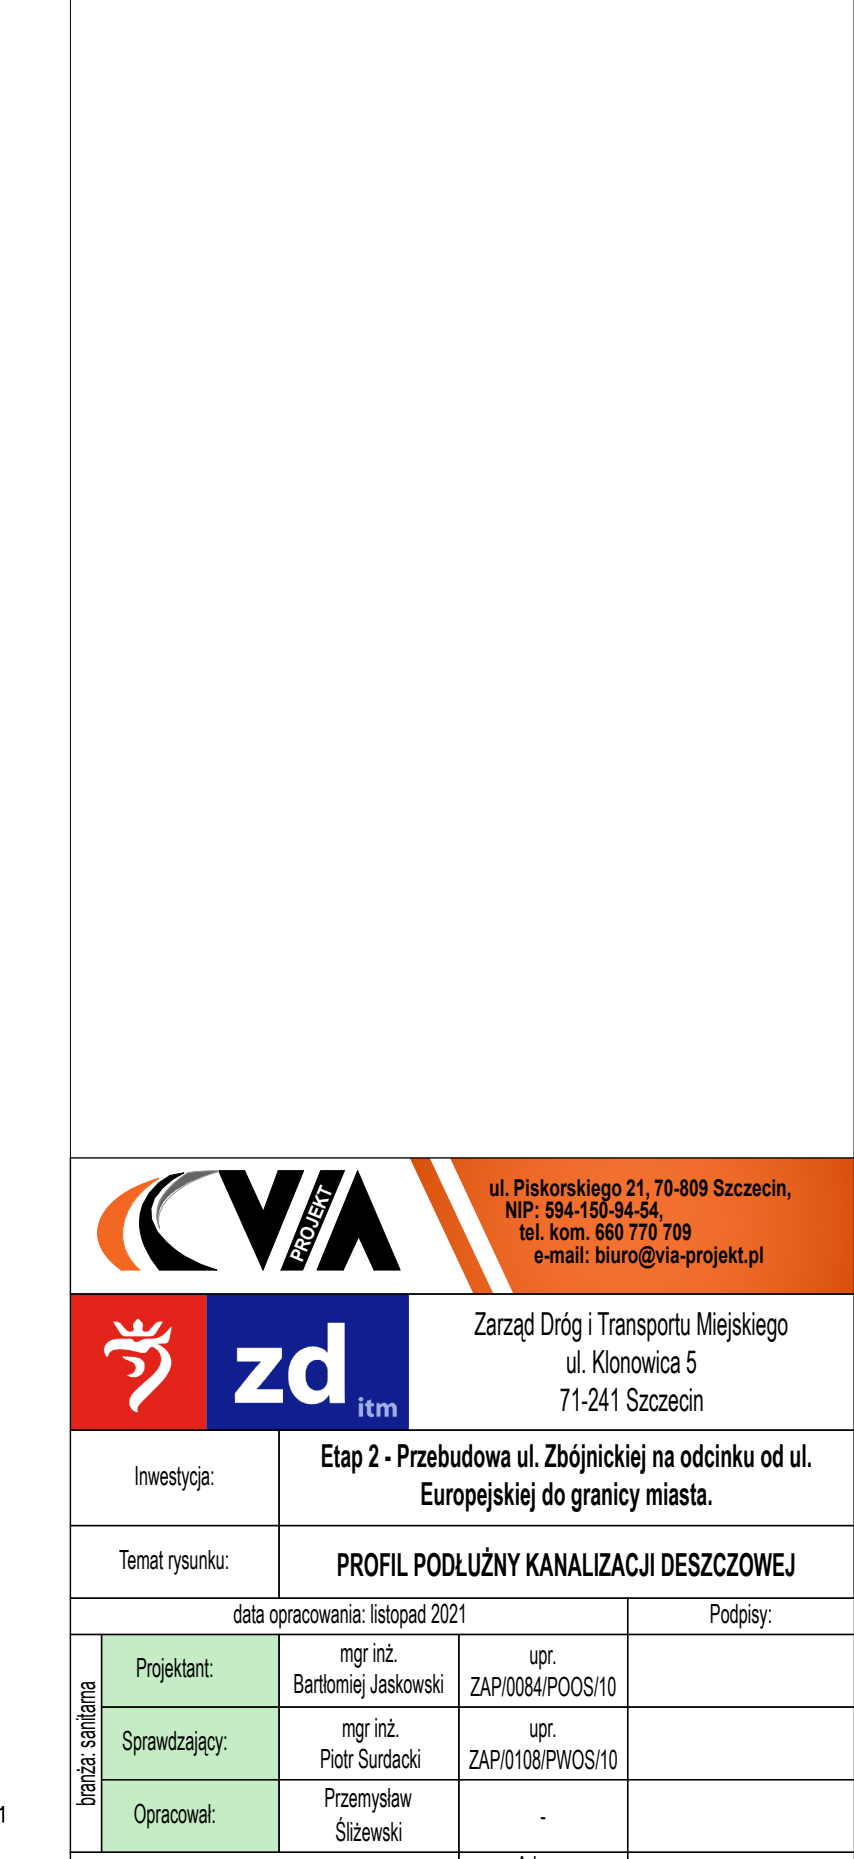 VIA
PROJEKT
ul. Piskorskiego 21, 70-809 Szczecin,
NIP: 594-150-94-54,
tel. kom. 660 770 709
e-mail: biuro@via-projekt.pl
zd itm
Zarząd Dróg i Transportu Miejskiego
ul. Klonowica 5
71-241 Szczecin
Inwestycja:
Etap 2 - Przebudowa ul. Zbójnickiej na odcinku od ul.
Europejskiej do granicy miasta.
Temat rysunku:
PROFIL PODŁUŻNY KANALIZACJI DESZCZOWEJ
data opracowania: listopad 2021
Podpisy:
branża: sanitarna
Projektant:
mgr inż.
Bartłomiej Jaskowski
upr.
ZAP/0084/POOS/10
Sprawdzający:
mgr inż.
Piotr Surdacki
upr.
ZAP/0108/PWOS/10
Opracował:
Przemysław
Śliżewski
-
1